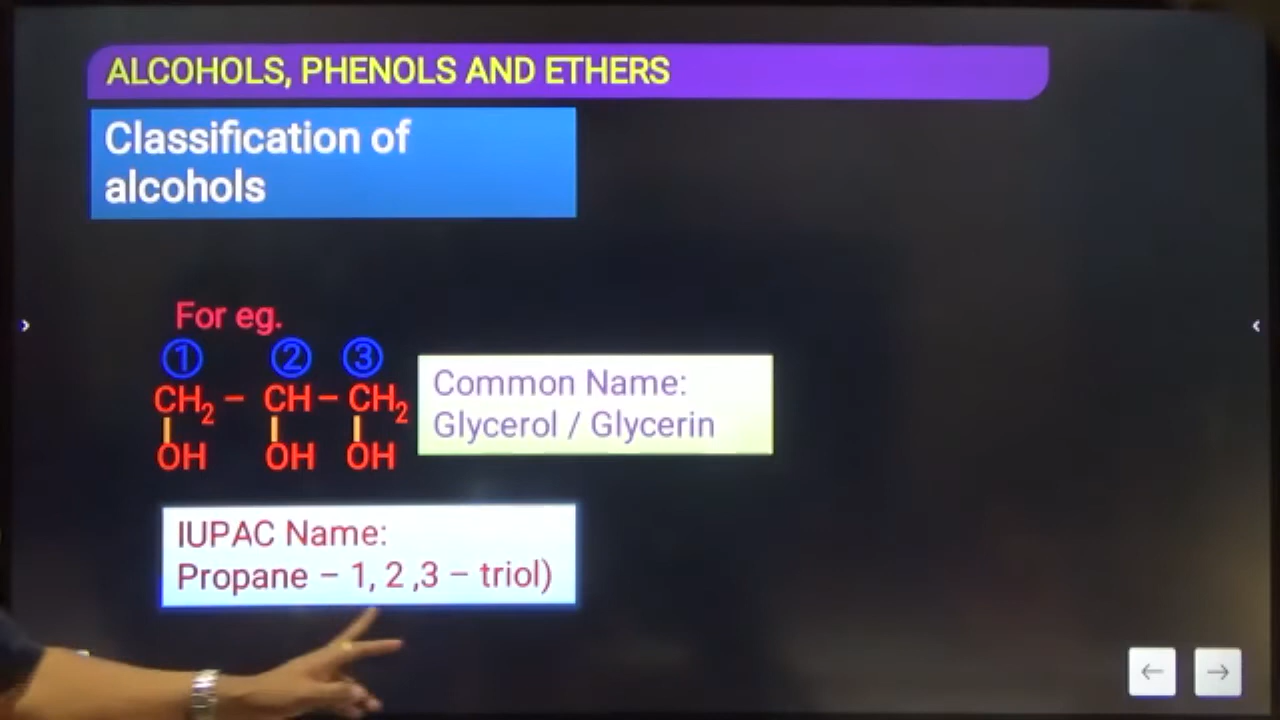 ALCOHOLS, PHENOLS AND ETHERS
Classification of
alcohols
For eg.
① ② ③
CH₂ – CH – CH₂
OH OH OH
Common Name:
Glycerol / Glycerin
IUPAC Name:
Propane – 1, 2 ,3 – triol)